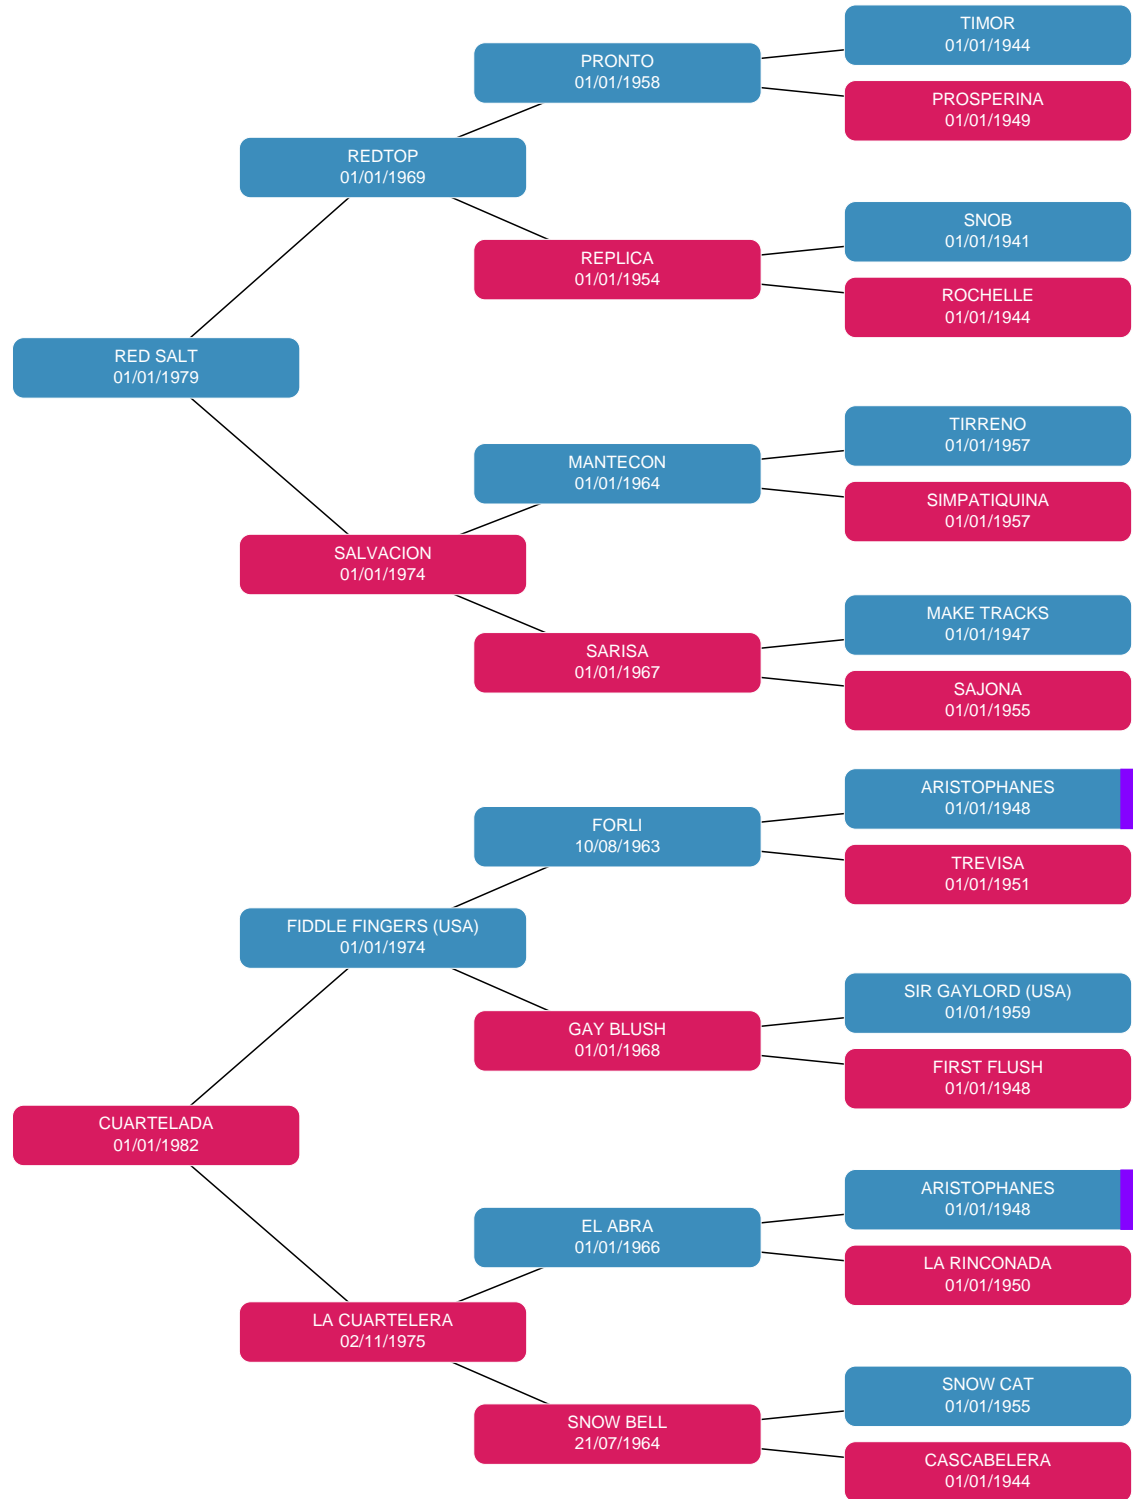 TIMOR
01/01/1944
PRONTO
01/01/1958
PROSPERINA
01/01/1949
REDTOP
01/01/1969
SNOB
01/01/1941
REPLICA
01/01/1954
ROCHELLE
01/01/1944
RED SALT
01/01/1979
TIRRENO
01/01/1957
MANTECON
01/01/1964
SIMPATIQUINA
01/01/1957
SALVACION
01/01/1974
MAKE TRACKS
01/01/1947
SARISA
01/01/1967
SAJONA
01/01/1955
ARISTOPHANES
01/01/1948
FORLI
10/08/1963
TREVISA
01/01/1951
FIDDLE FINGERS (USA)
01/01/1974
SIR GAYLORD (USA)
01/01/1959
GAY BLUSH
01/01/1968
FIRST FLUSH
01/01/1948
CUARTELADA
01/01/1982
ARISTOPHANES
01/01/1948
EL ABRA
01/01/1966
LA RINCONADA
01/01/1950
LA CUARTELERA
02/11/1975
SNOW CAT
01/01/1955
SNOW BELL
21/07/1964
CASCABELERA
01/01/1944